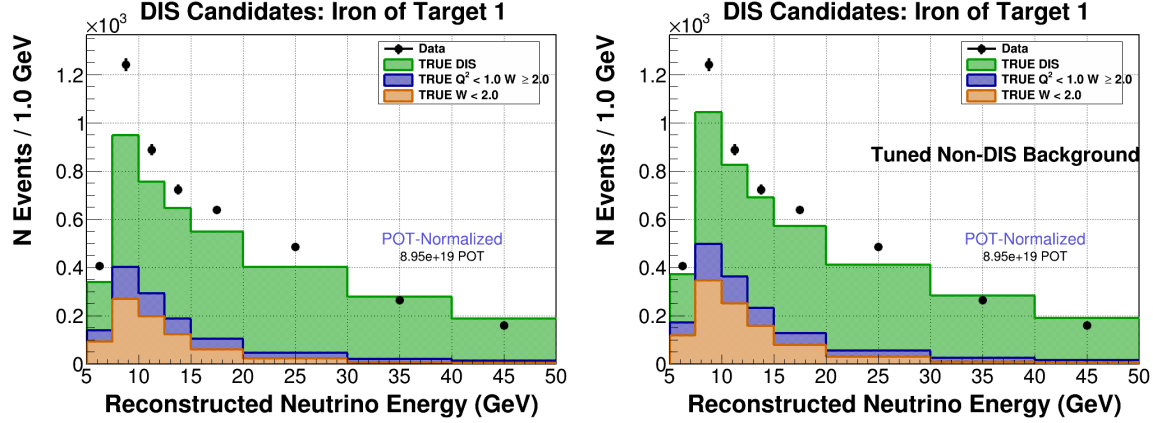 DIS Candidates: Iron of Target 1
×10³
N Events / 1.0 GeV
1.2
1
0.8
0.6
0.4
0.2
0
Data
TRUE DIS
TRUE Q² < 1.0 W ≥ 2.0
TRUE W < 2.0
POT-Normalized
8.95e+19 POT
5 10 15 20 25 30 35 40 45 50
Reconstructed Neutrino Energy (GeV)
DIS Candidates: Iron of Target 1
×10³
N Events / 1.0 GeV
1.2
1
0.8
0.6
0.4
0.2
0
Data
TRUE DIS
TRUE Q² < 1.0 W ≥ 2.0
TRUE W < 2.0
Tuned Non-DIS Background
POT-Normalized
8.95e+19 POT
5 10 15 20 25 30 35 40 45 50
Reconstructed Neutrino Energy (GeV)